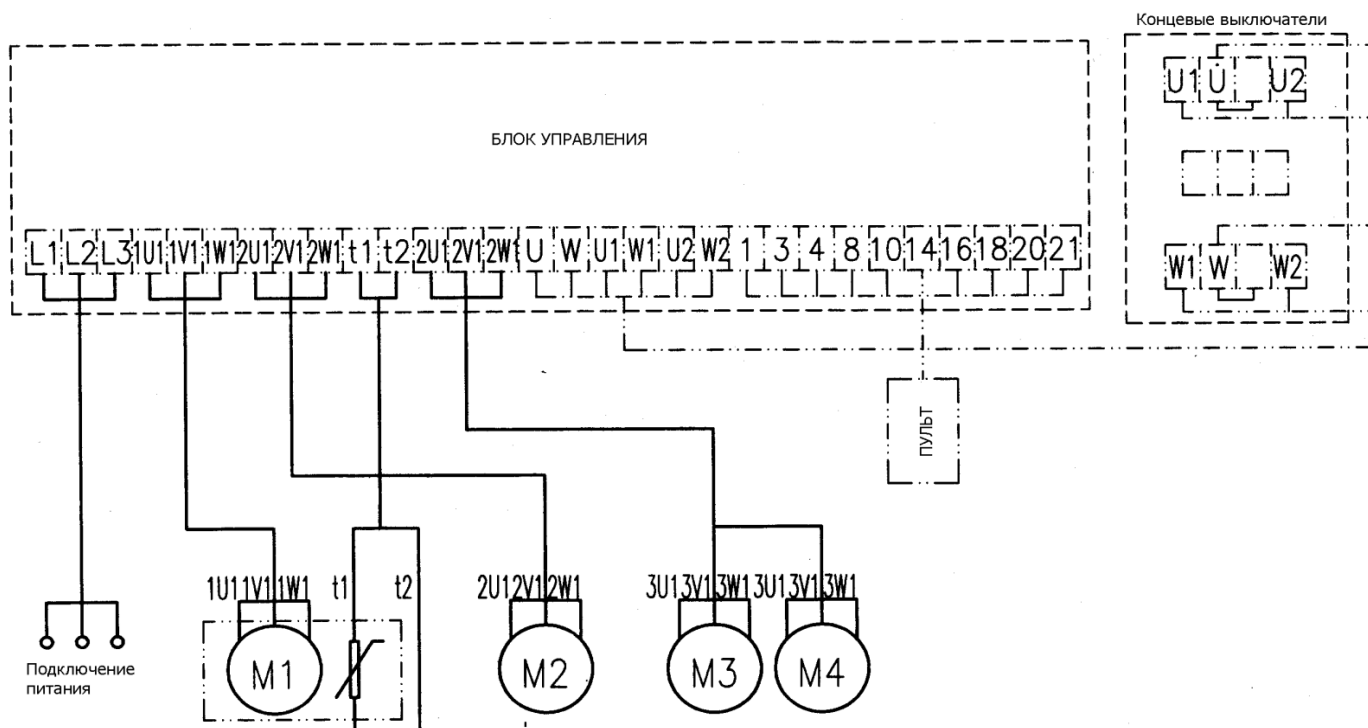 Концевые выключатели
U1 U U2
БЛОК УПРАВЛЕНИЯ
L1 L2 L3 1U1 1V1 1W1 2U1 2V1 2W1 t1 t2 2U1 2V1 2W1 U W U1 W1 U2 W2 1 3 4 8 10 14 16 18 20 21
W1 W W2
ПУЛЬТ
1U1 1V1 1W1 t1 t2 2U1 2V1 2W1 3U1 3V1 3W1 3U1 3V1 3W1
M1 M2 M3 M4
Подключение
питания